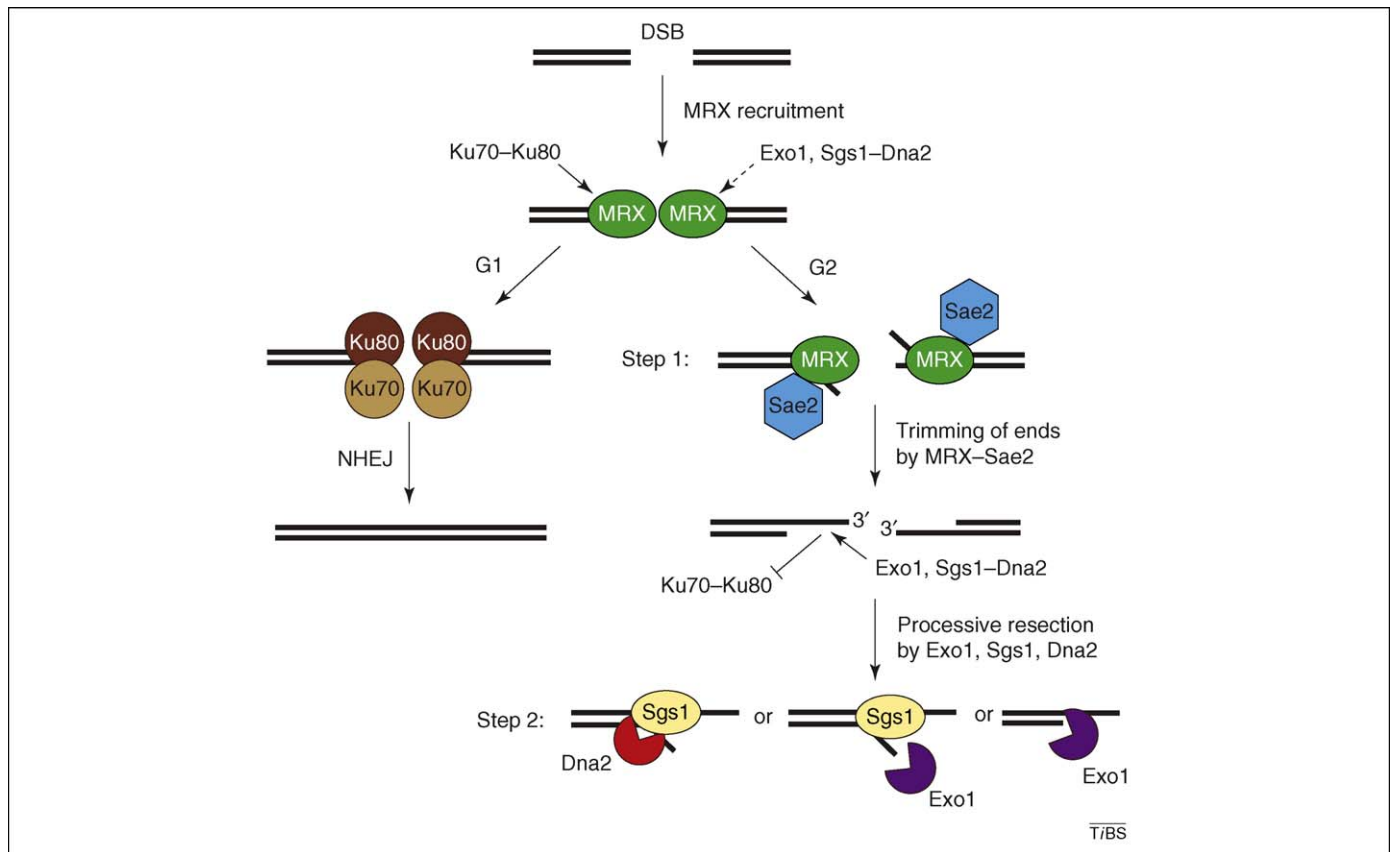 DSB
MRX recruitment
Ku70–Ku80
Exo1, Sgs1–Dna2
MRX
MRX
G1
G2
Ku80
Ku80
Ku70
Ku70
Sae2
Step 1:
MRX
MRX
Sae2
Trimming of ends
by MRX–Sae2
NHEJ
3′
3′
Ku70–Ku80
Exo1, Sgs1–Dna2
Processive resection
by Exo1, Sgs1, Dna2
Step 2:
Sgs1
or
Sgs1
or
Dna2
Exo1
Exo1
TiBS